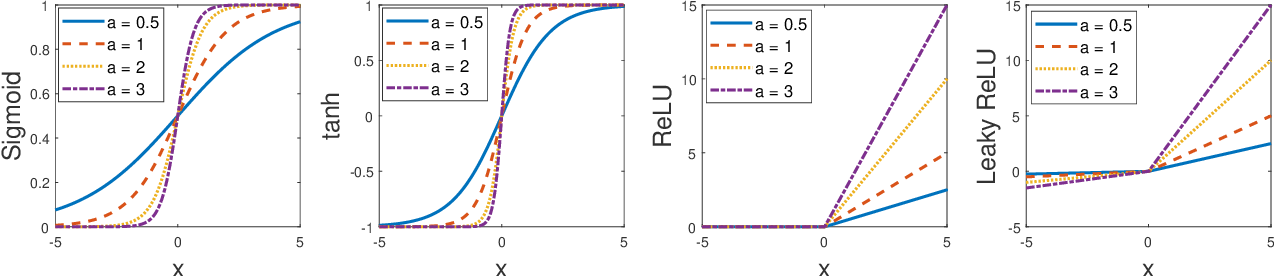 Sigmoid
1
0.8
0.6
0.4
0.2
0
a = 0.5
a = 1
a = 2
a = 3
-5
0
5
x
tanh
1
0.5
0
-0.5
-1
a = 0.5
a = 1
a = 2
a = 3
-5
0
5
x
ReLU
15
10
5
0
a = 0.5
a = 1
a = 2
a = 3
-5
0
5
x
Leaky ReLU
15
10
5
0
-5
a = 0.5
a = 1
a = 2
a = 3
-5
0
5
x